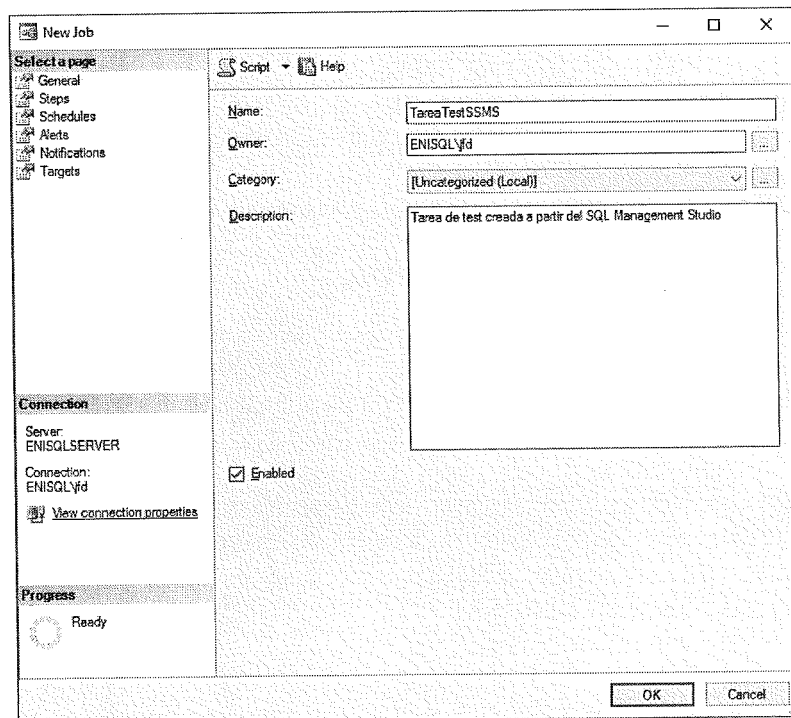 New Job
Select a page
General
Steps
Schedules
Alerts
Notifications
Targets
Script
Help
Name:
TareaTestSSMS
Owner:
ENISQL\jfd
...
Category:
[Uncategorized (Local)]
...
Description:
Tarea de test creada a partir del SQL Management Studio
Enabled
Connection
Server:
ENISQLSERVER
Connection:
ENISQL\jfd
View connection properties
Progress
Ready
OK
Cancel